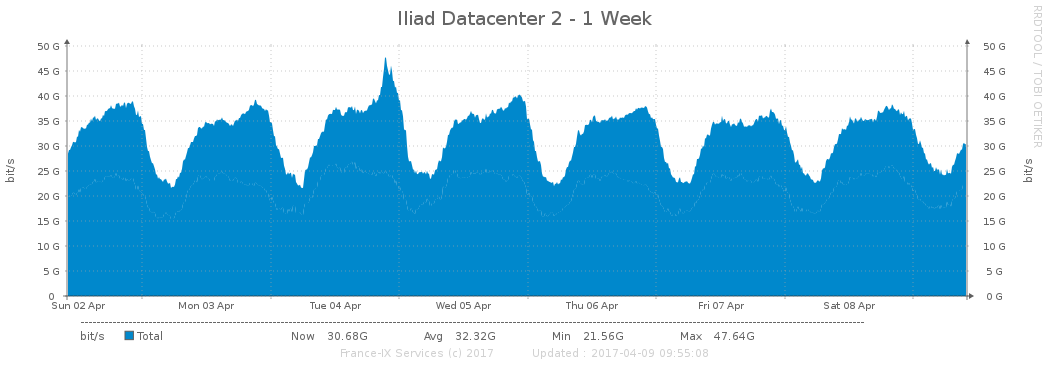 Iliad Datacenter 2 - 1 Week
RRDTOOL / TOBI OETIKER
bit/s
50 G 50 G
45 G 45 G
40 G 40 G
35 G 35 G
30 G 30 G
25 G 25 G
20 G 20 G
15 G 15 G
10 G 10 G
5 G 5 G
0 0 G
bit/s
Sun 02 Apr Mon 03 Apr Tue 04 Apr Wed 05 Apr Thu 06 Apr Fri 07 Apr Sat 08 Apr
bit/s Total Now 30.68G Avg 32.32G Min 21.56G Max 47.64G
France-IX Services (c) 2017 Updated : 2017-04-09 09:55:08